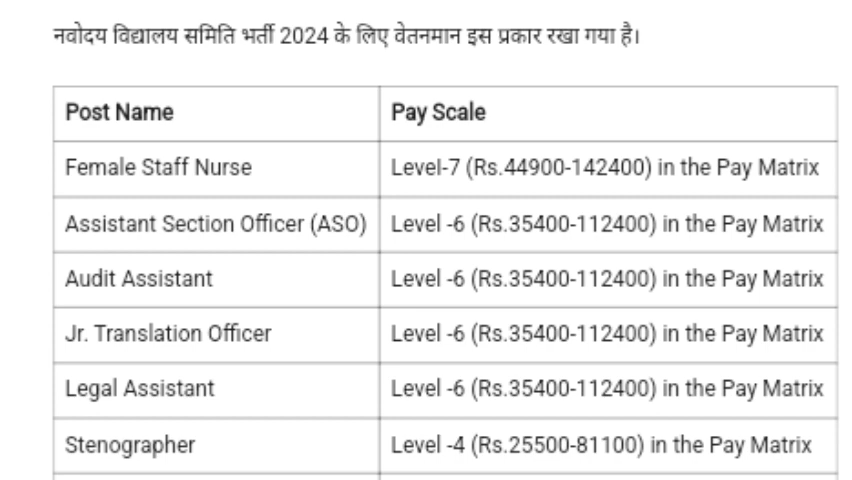 नवोदय विद्यालय समिति भर्ती 2024 के लिए वेतनमान इस प्रकार रखा गया है।
Post Name Pay Scale
Female Staff Nurse Level-7 (Rs.44900-142400) in the Pay Matrix
Assistant Section Officer (ASO) Level -6 (Rs.35400-112400) in the Pay Matrix
Audit Assistant Level -6 (Rs.35400-112400) in the Pay Matrix
Jr. Translation Officer Level -6 (Rs.35400-112400) in the Pay Matrix
Legal Assistant Level -6 (Rs.35400-112400) in the Pay Matrix
Stenographer Level -4 (Rs.25500-81100) in the Pay Matrix